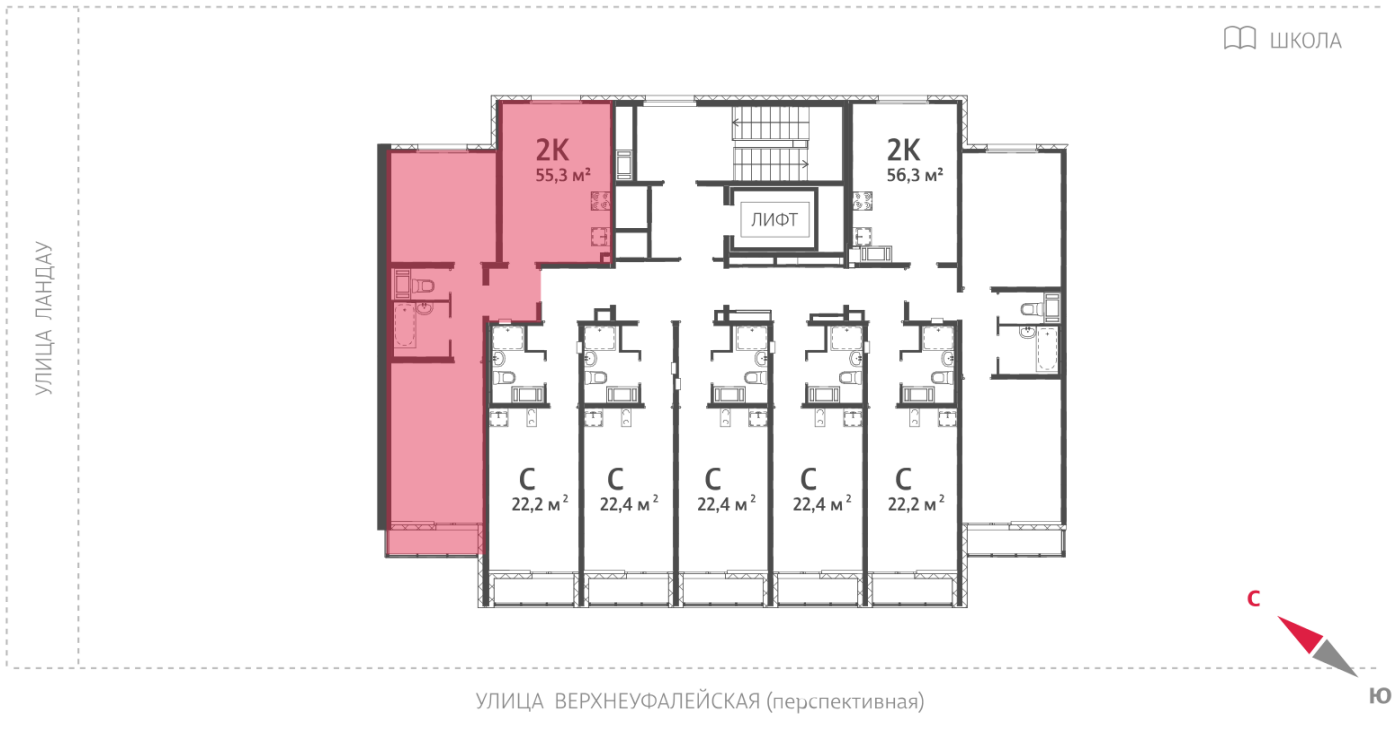 ШКОЛА
2К
55,3 м²
2К
56,3 м²
ЛИФТ
УЛИЦА ЛАНДАУ
С
22,2 м²
С
22,4 м²
С
22,4 м²
С
22,4 м²
С
22,2 м²
С
Ю
УЛИЦА ВЕРХНЕУФАЛЕЙСКАЯ (перспективная)